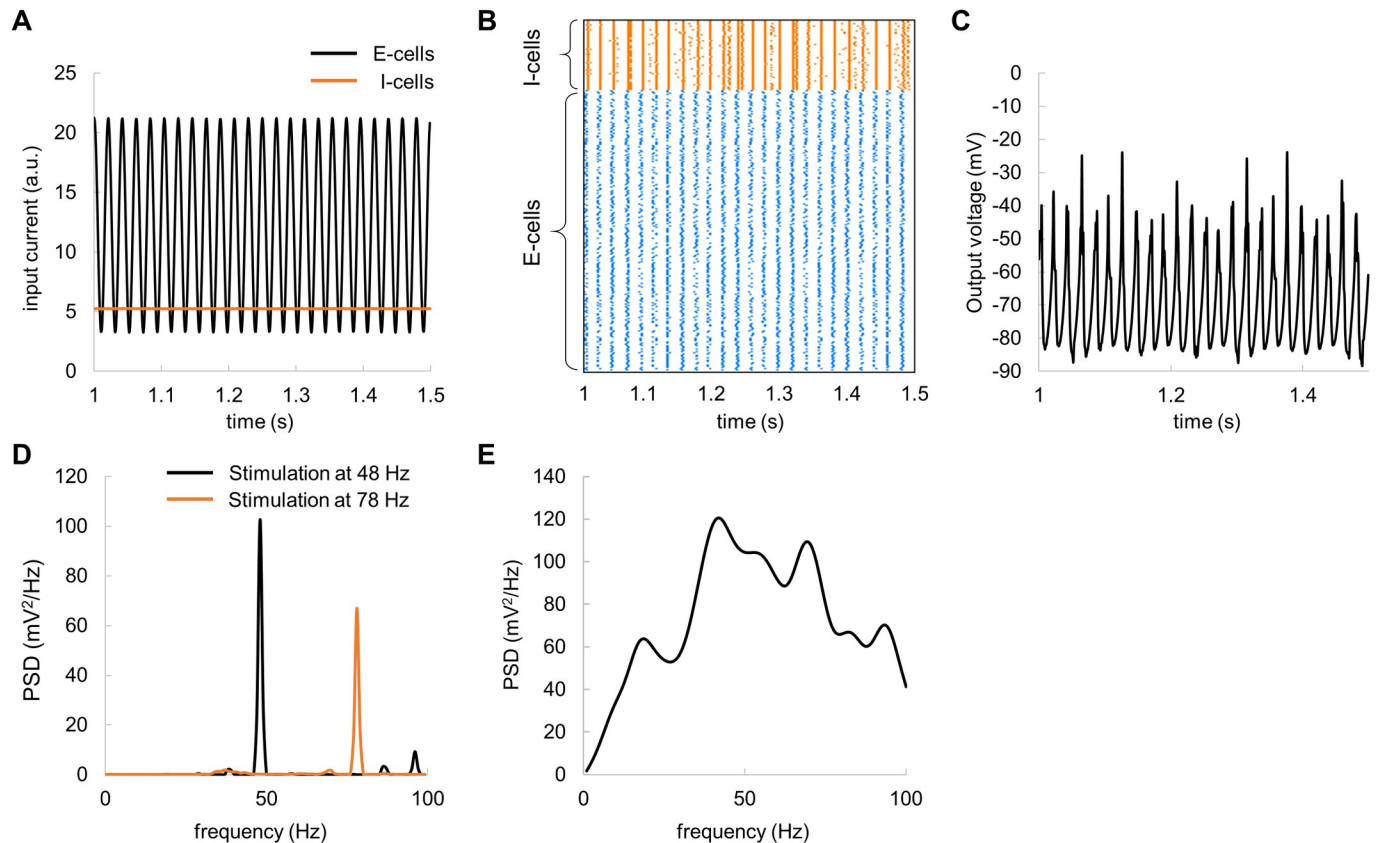 A
E-cells
I-cells
input current (a.u.)
25
20
15
10
5
0
1
1.1
1.2
1.3
1.4
1.5
time (s)
B
I-cells
E-cells
1
1.1
1.2
1.3
1.4
1.5
time (s)
C
Output voltage (mV)
0
-10
-20
-30
-40
-50
-60
-70
-80
-90
1
1.2
1.4
time (s)
D
Stimulation at 48 Hz
Stimulation at 78 Hz
PSD (mV²/Hz)
120
100
80
60
40
20
0
0
50
100
frequency (Hz)
E
PSD (mV²/Hz)
140
120
100
80
60
40
20
0
0
50
100
frequency (Hz)